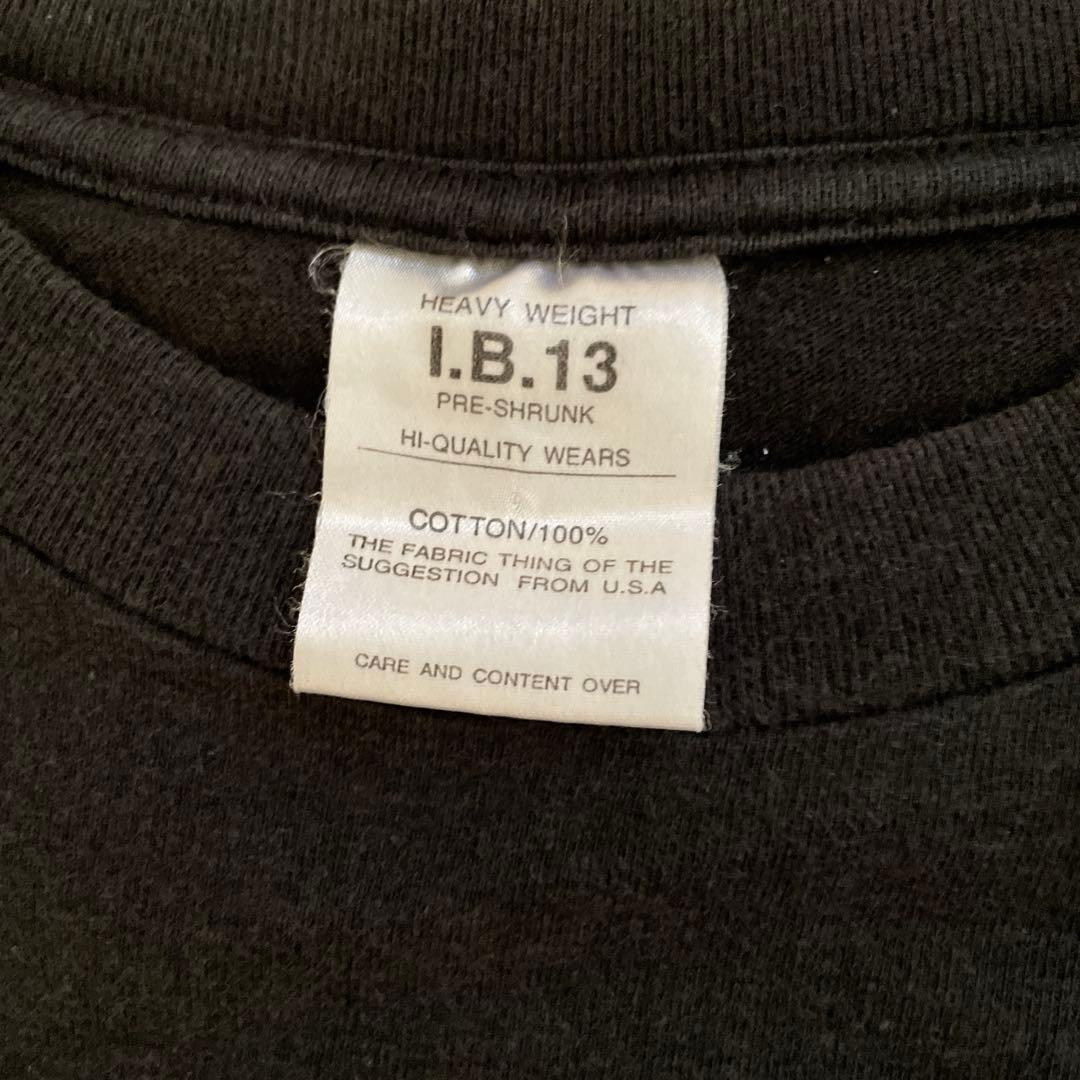 HEAVY WEIGHT
I.B.13
PRE-SHRUNK
HI-QUALITY WEARS
COTTON/100%
THE FABRIC THING OF THE
SUGGESTION FROM U.S.A
CARE AND CONTENT OVER